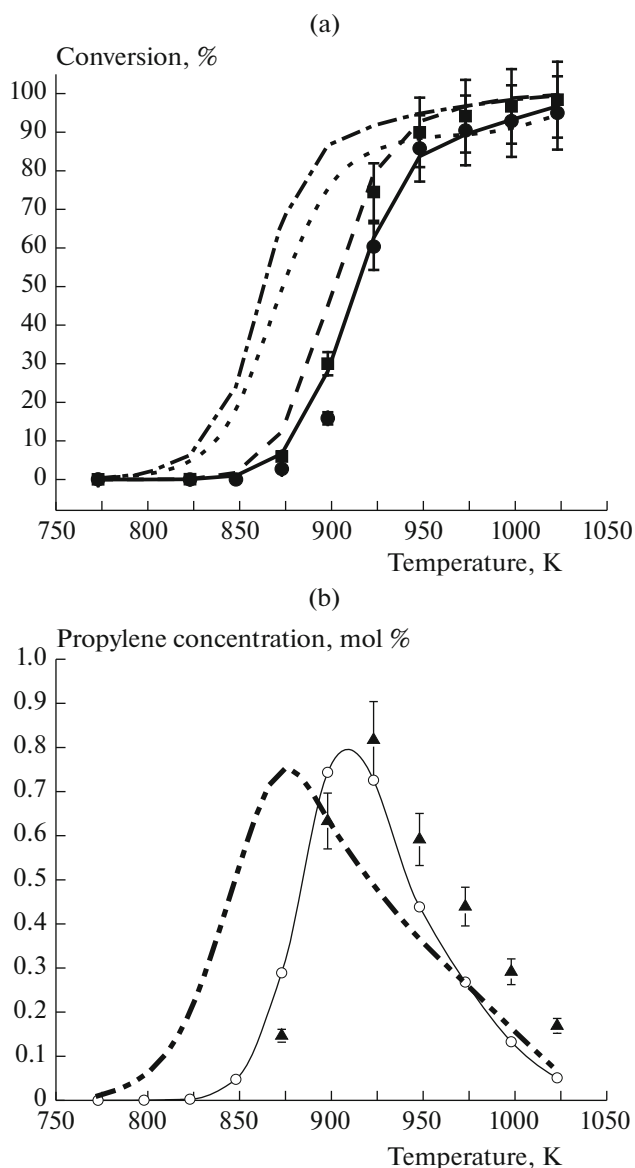 (a)
Conversion, %
100
90
80
70
60
50
40
30
20
10
0
750 800 850 900 950 1000 1050
Temperature, K
(b)
Propylene concentration, mol %
1.0
0.9
0.8
0.7
0.6
0.5
0.4
0.3
0.2
0.1
0
750 800 850 900 950 1000 1050
Temperature, K